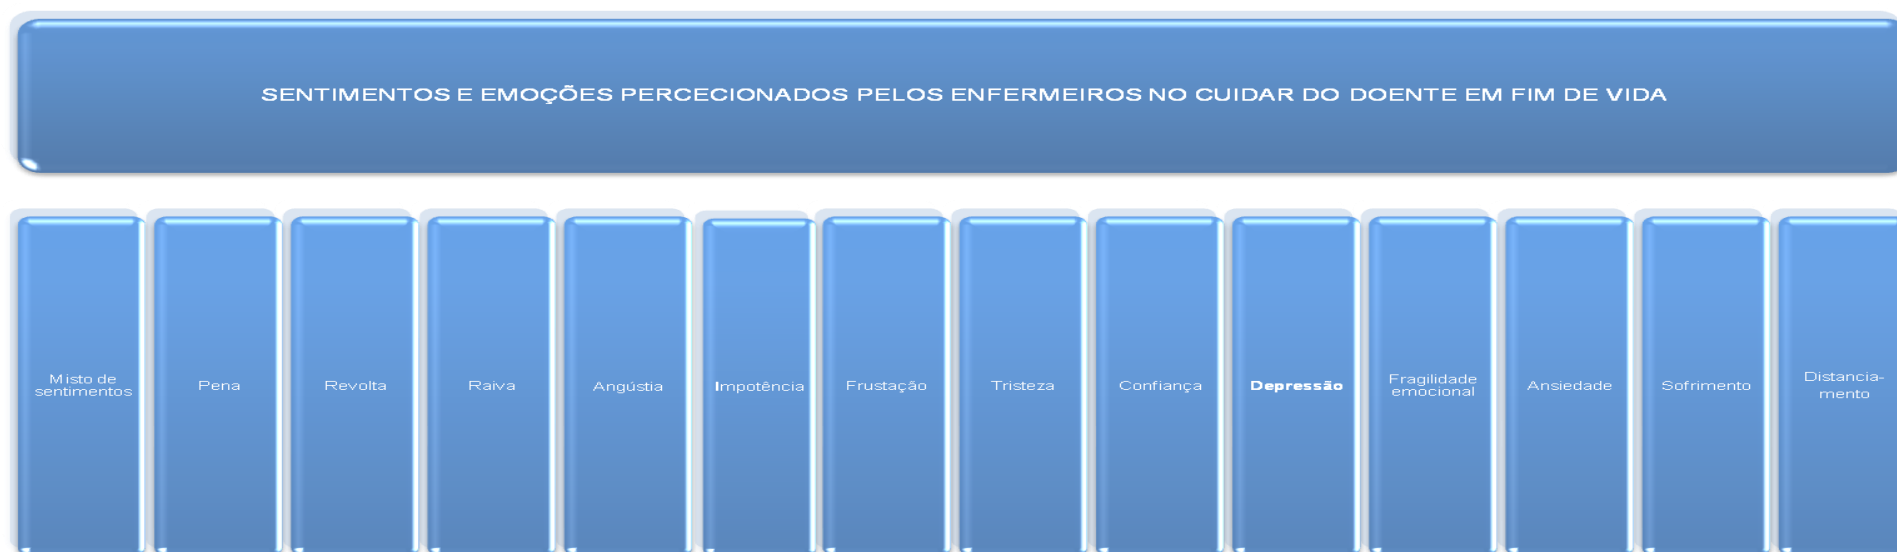 SENTIMENTOS E EMOÇÕES PERCECIONADOS PELOS ENFERMEIROS NO CUIDAR DO DOENTE EM FIM DE VIDA
Misto de
sentimentos
Pena
Revolta
Raiva
Angústia
Impotência
Frustação
Tristeza
Confiança
Depressão
Fragilidade
emocional
Ansiedade
Sofrimento
Distancia-
mento